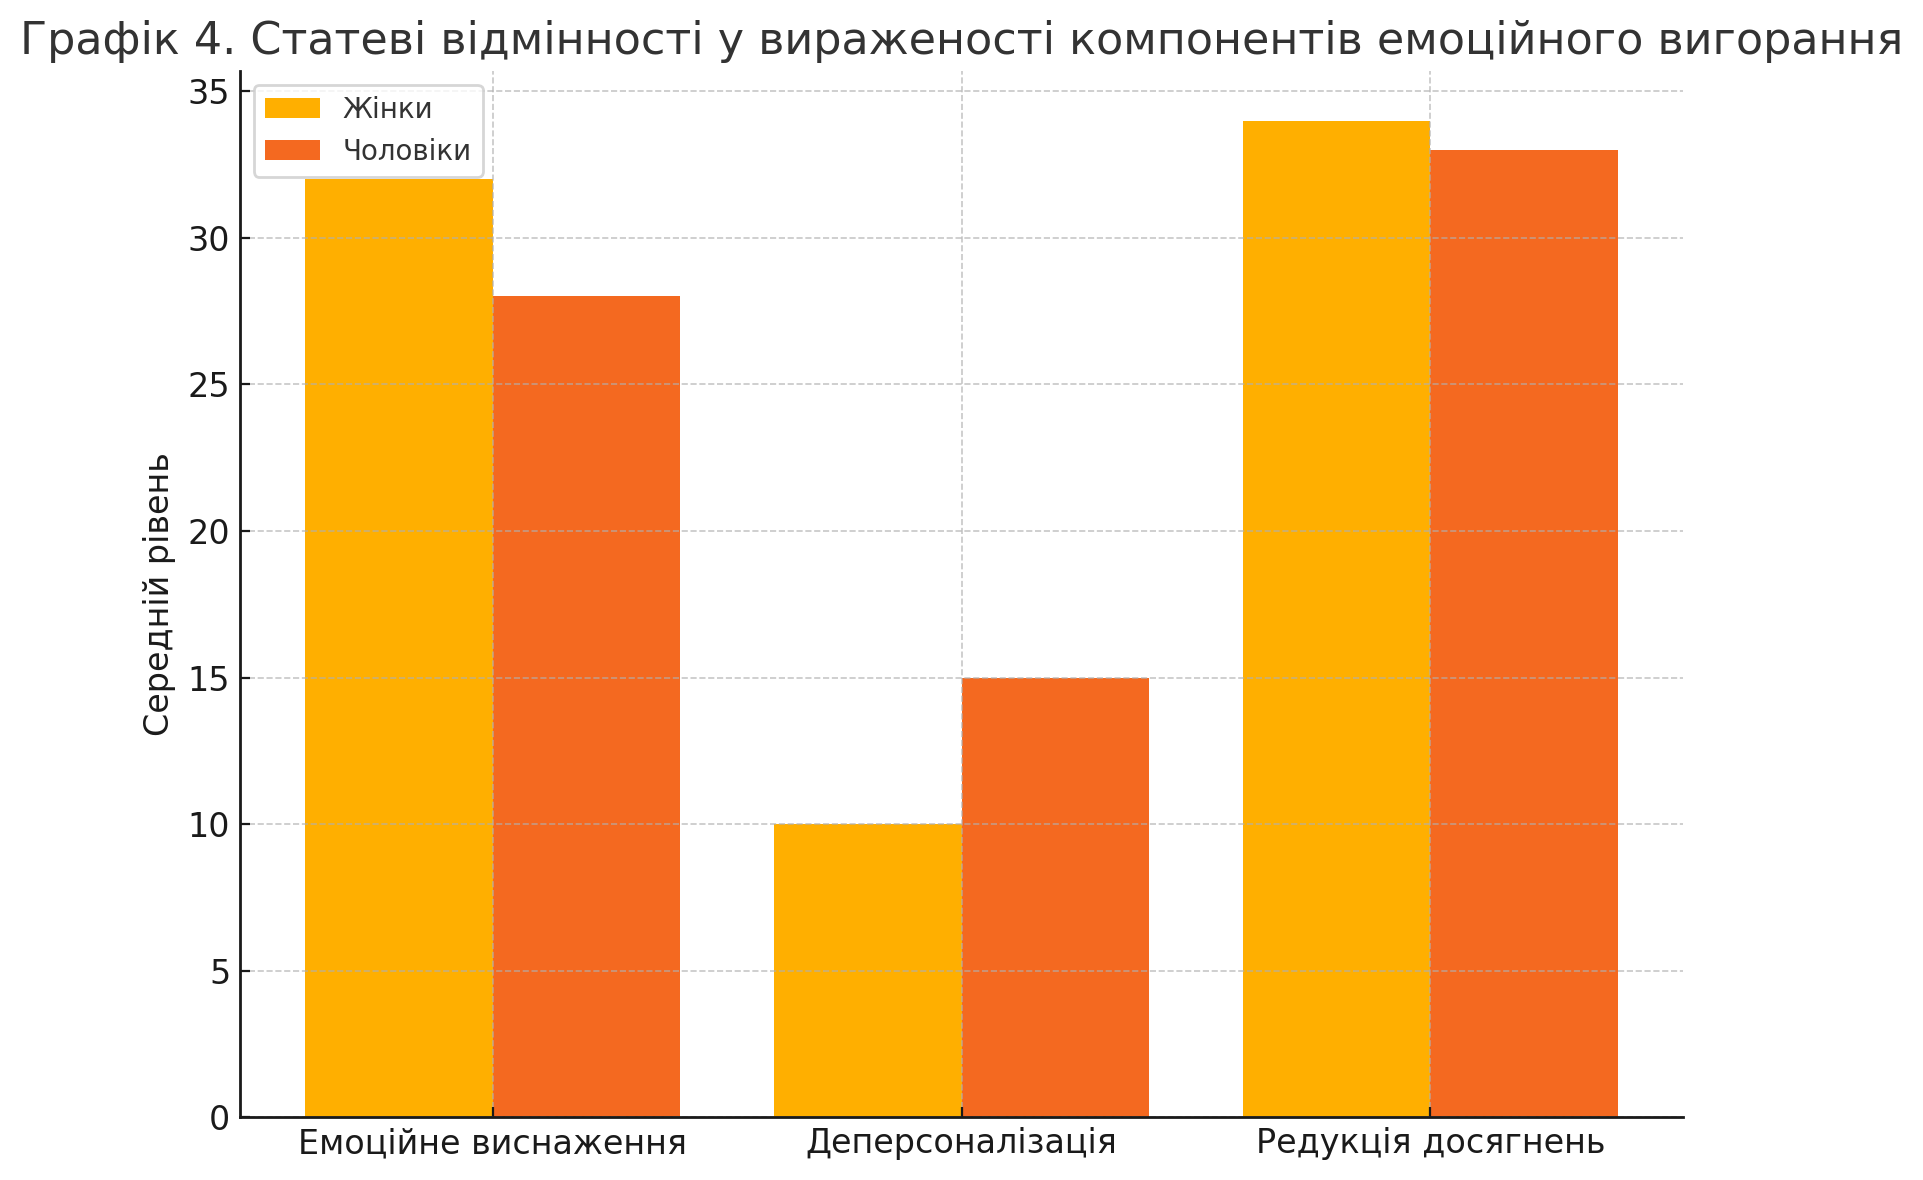 Графік 4. Статеві відмінності у вираженості компонентів емоційного вигорання
Жінки
Чоловіки
Середній рівень
35
30
25
20
15
10
5
0
Емоційне виснаження
Деперсоналізація
Редукція досягнень